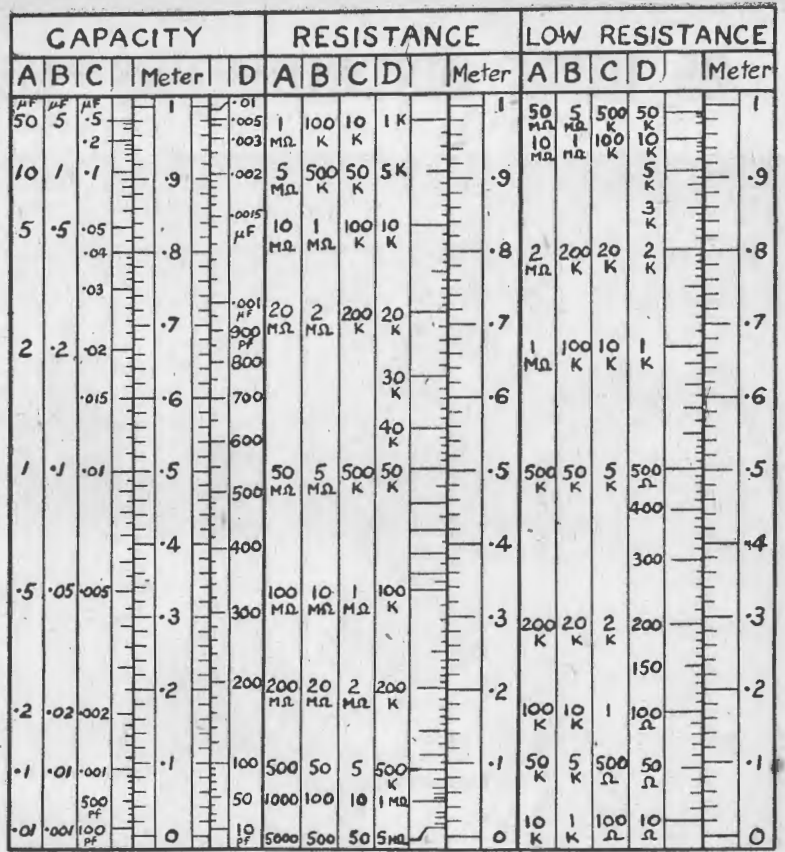 CAPACITY RESISTANCE LOW RESISTANCE
A B C Meter D A B C D Meter A B C D Meter
µF µF µF 1 .01 1 1
50 5 .5 .005 1 100 10 1K 50 5 500 50
MΩ K K MΩ MΩ K K
.2 .003 10 1 100 10
MΩ MΩ K K
10 1 .1 .9 .002 5 500 50 5K .9 5 .9
MΩ K K K
.0015 3
µF K
5 .5 .05 10 1 100 10
MΩ MΩ K K
.04 .8 .8 2 200 20 2 .8
MΩ K K K
.03
.001 20 2 200 20
µF MΩ MΩ K K
.7 900 .7 .7
pf
2 .2 .02 800 1 100 10 1
MΩ K K K
30
K
.015 .6 700 .6 .6
600 40
K
1 .1 .01 .5 50 5 500 50 .5 500 50 5 500 .5
MΩ MΩ K K K K K Ω
500 400
.4 400 .4 300 .4
.5 .05 .005 100 10 1 100
MΩ MΩ MΩ K
.3 300 .3 200 20 2 200 .3
K K K
150
.2 200 200 20 2 200 .2 .2
MΩ MΩ MΩ K
.2 .02 .002 100 10 1 100
K K Ω
.1 .01 .001 .1 100 500 50 5 500 .1 50 5 500 50 .1
K K K Ω Ω
500 50 1000 100 10 1 MΩ
pf
.01 .001 100 0 10 5000 500 50 5 MΩ 0 10 1 100 10 0
pf pf K K Ω Ω